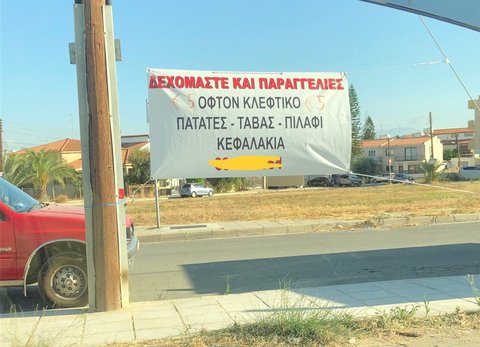 ΔΕΧΟΜΑΣΤΕ ΚΑΙ ΠΑΡΑΓΓΕΛΙΕΣ
€5 ΟΦΤΟΝ ΚΛΕΦΤΙΚΟ €5
ΠΑΤΑΤΕΣ - ΤΑΒΑΣ - ΠΙΛΑΦΙ
ΚΕΦΑΛΑΚΙΑ